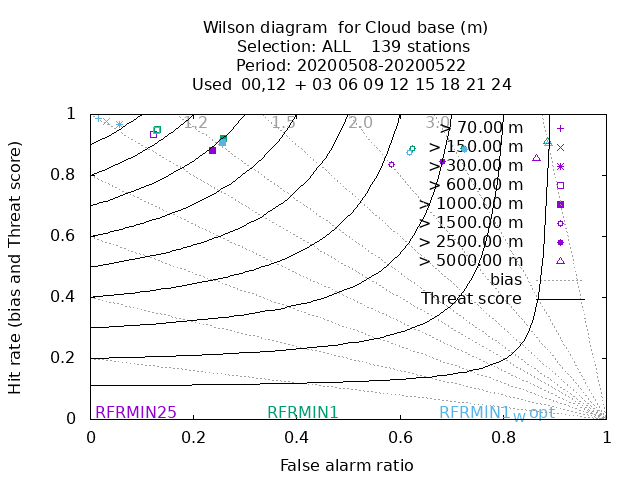 Wilson diagram  for Cloud base (m)
Selection: ALL    139 stations
Period: 20200508-20200522
Used  00,12  + 03 06 09 12 15 18 21 24
1.2 1.5 2.0 3.0
> 70.00 m
> 150.00 m
> 300.00 m
> 600.00 m
> 1000.00 m
> 1500.00 m
> 2500.00 m
> 5000.00 m
bias
Threat score
1
0.8
0.6
0.4
0.2
0
Hit rate (bias and Threat score)
RFRMIN25 RFRMIN1 RFRMIN1_w opt
0 0.2 0.4 0.6 0.8 1
False alarm ratio